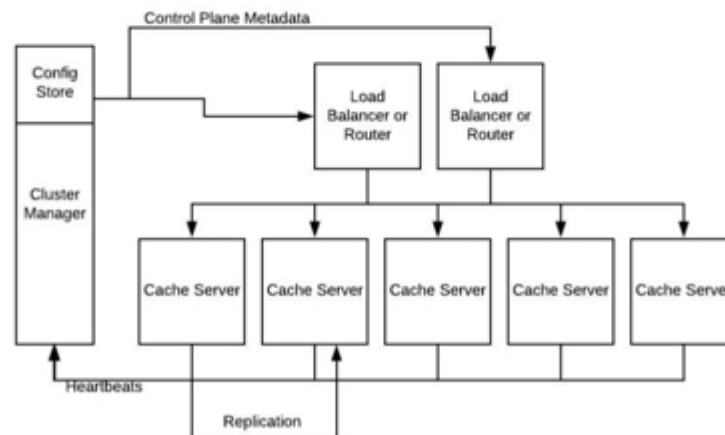 Control Plane Metadata
Config
Store
Load
Balancer or
Router
Load
Balancer or
Router
Cluster
Manager
Cache Server
Cache Server
Cache Server
Cache Server
Cache Serve
Heartbeats
Replication